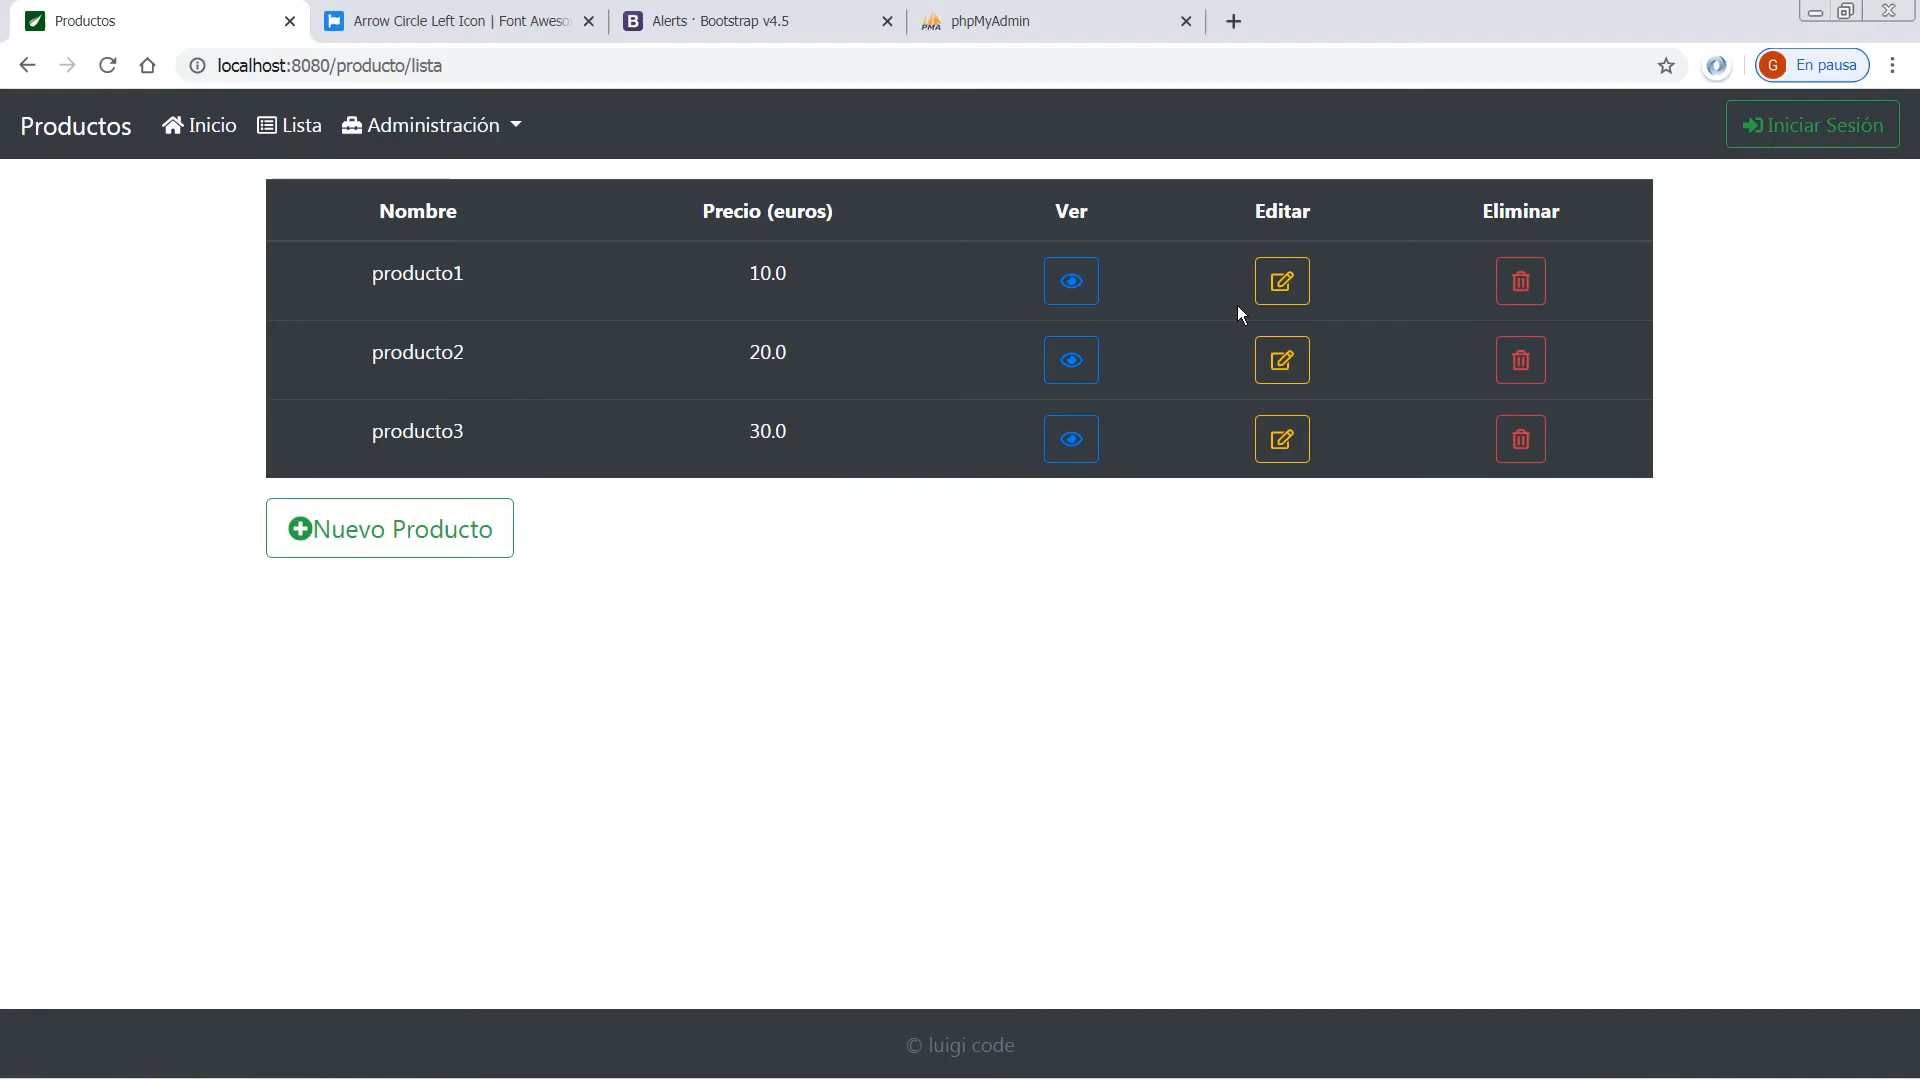 Productos
Arrow Circle Left Icon | Font Aweso
Alerts · Bootstrap v4.5
PMA phpMyAdmin
localhost:8080/producto/lista
G En pausa
Productos Inicio Lista Administración Iniciar Sesión
Nombre Precio (euros) Ver Editar Eliminar
producto1 10.0
producto2 20.0
producto3 30.0
Nuevo Producto
© luigi code